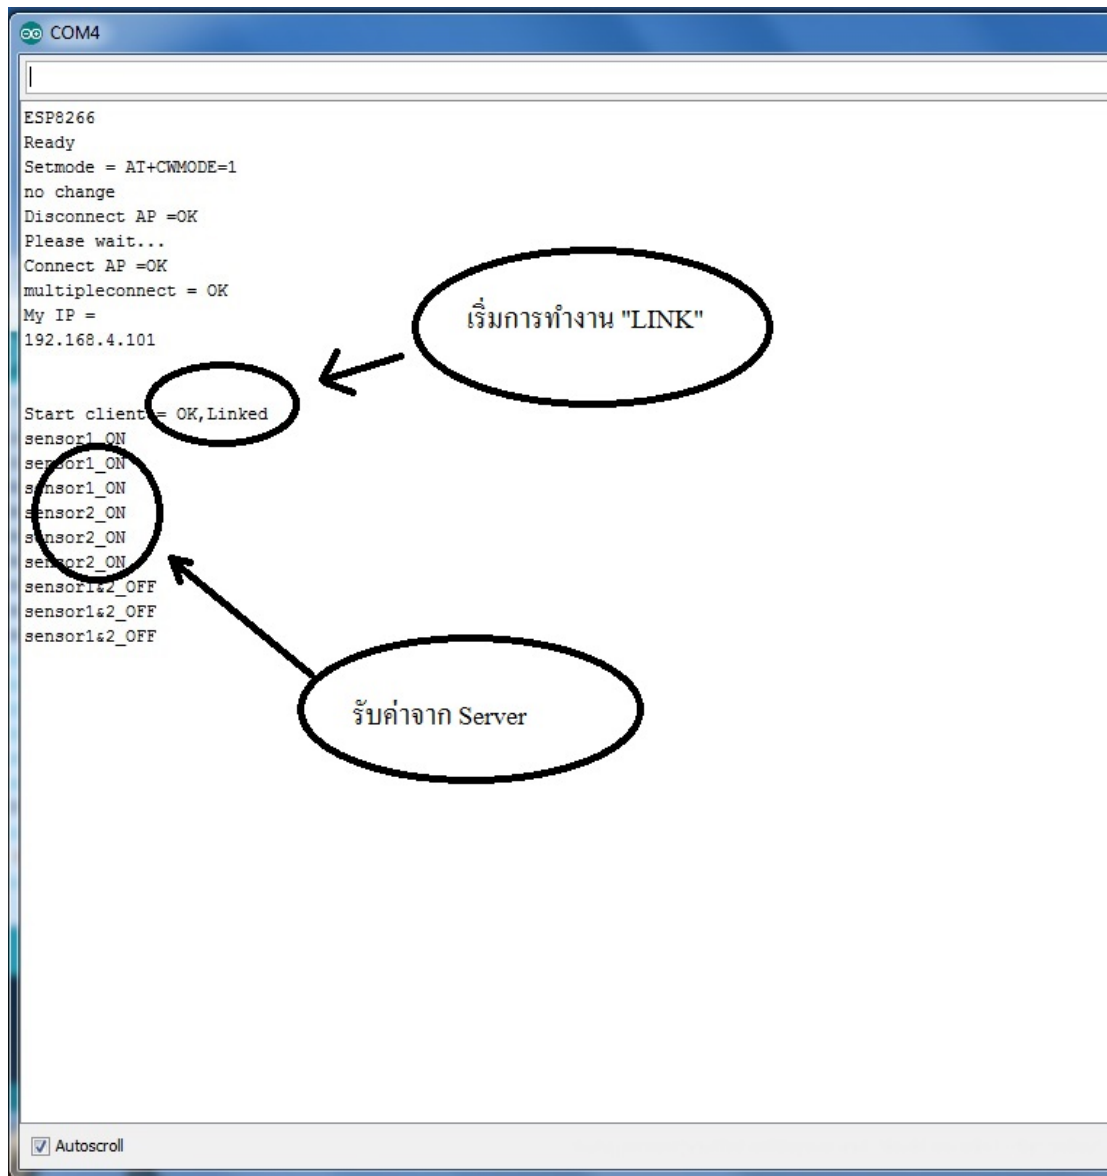 COM4
ESP8266
Ready
Setmode = AT+CWMODE=1
no change
Disconnect AP =OK
Please wait...
Connect AP =OK
multipleconnect = OK
My IP =
192.168.4.101
เริ่มการทำงาน "LINK"
Start client = OK,Linked
sensor1_ON
sensor1_ON
sensor1_ON
sensor2_ON
sensor2_ON
sensor2_ON
sensor1&2_OFF
sensor1&2_OFF
sensor1&2_OFF
รับค่าจาก Server
Autoscroll